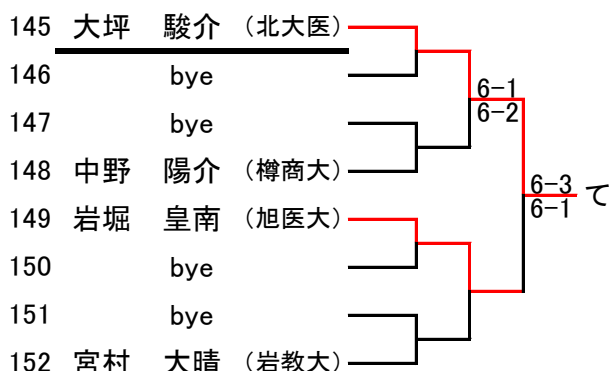 145 大坪 駿介 (北大医)
146 bye
6-1
6-2
147 bye
148 中野 陽介 (樽商大)
6-3
6-1
て
149 岩堀 皇南 (旭医大)
150 bye
151 bye
152 宮村 大晴 (岩教大)